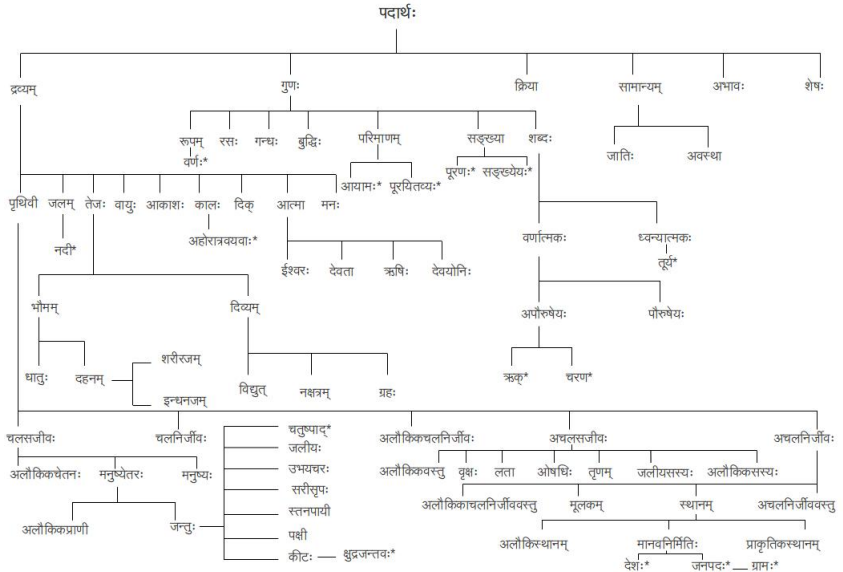 पदार्थः
द्रव्यम् गुणः क्रिया सामान्यम् अभावः शेषः
रूपम् रसः गन्धः बुद्धिः परिमाणम् सङ्ख्या शब्दः
वर्णः* जातिः अवस्था
आयामः* पूरयितव्यः* पूरणः* सङ्ख्येयः*
पृथिवी जलम् तेजः वायुः आकाशः कालः दिक् आत्मा मनः
नदी* अहोरात्रवयवाः* वर्णात्मकः ध्वन्यात्मकः
तूर्य*
ईश्वरः देवता ऋषिः देवयोनिः
भौमम् दिव्यम् अपौरुषेयः पौरुषेयः
शरीरजम्
धातुः दहनम् विद्युत् नक्षत्रम् ग्रहः ऋक्* चरण*
इन्धनजम्
चलसजीवः चलनिर्जीवः अलौकिकचलनिर्जीवः अचलसजीवः अचलनिर्जीवः
चतुष्पाद्*
जलीयः
उभयचरः
सरीसृपः
स्तनपायी
पक्षी
कीटः क्षुद्रजन्तवः*
अलौकिकचेतनः मनुष्येतरः मनुष्यः
अलौकिकप्राणी जन्तुः
अलौकिकवस्तु वृक्षः लता ओषधिः तृणम् जलीयसस्यः अलौकिकसस्यः
अलौकिकाचलनिर्जीववस्तु मूलकम् स्थानम् अचलनिर्जीववस्तु
अलौकिस्थानम् मानवनिर्मितिः प्राकृतिकस्थानम्
देशः* जनपदः* ग्रामः*